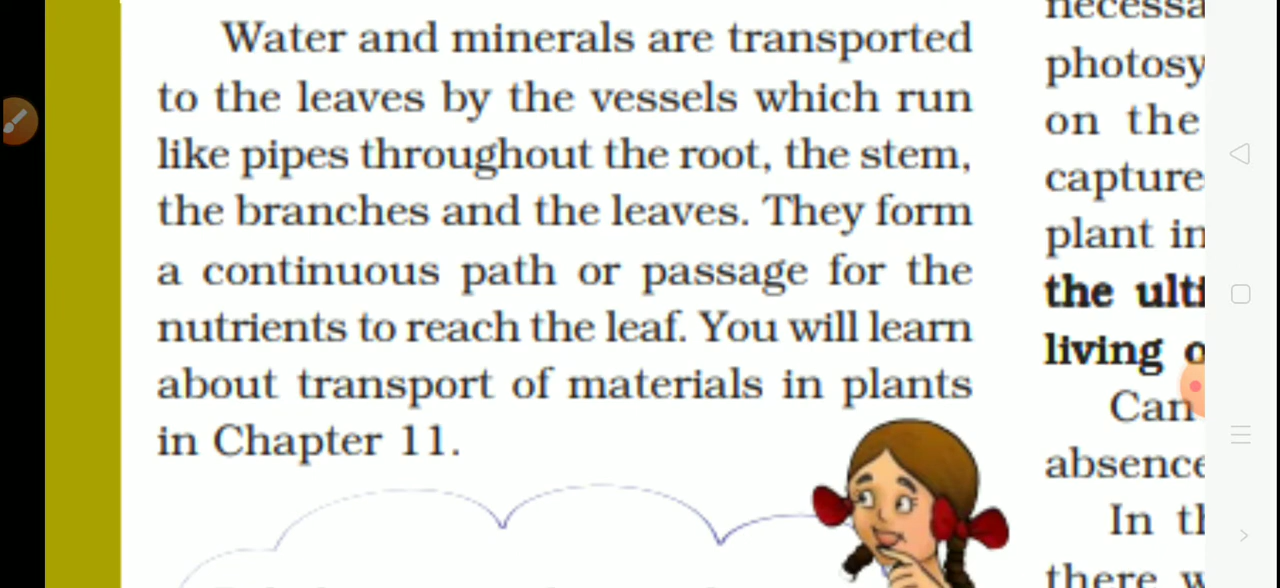 Water and minerals are transported
to the leaves by the vessels which run
like pipes throughout the root, the stem,
the branches and the leaves. They form
a continuous path or passage for the
nutrients to reach the leaf. You will learn
about transport of materials in plants
in Chapter 11.
on the
capture
plant in
the
living
Can
absence
In
there